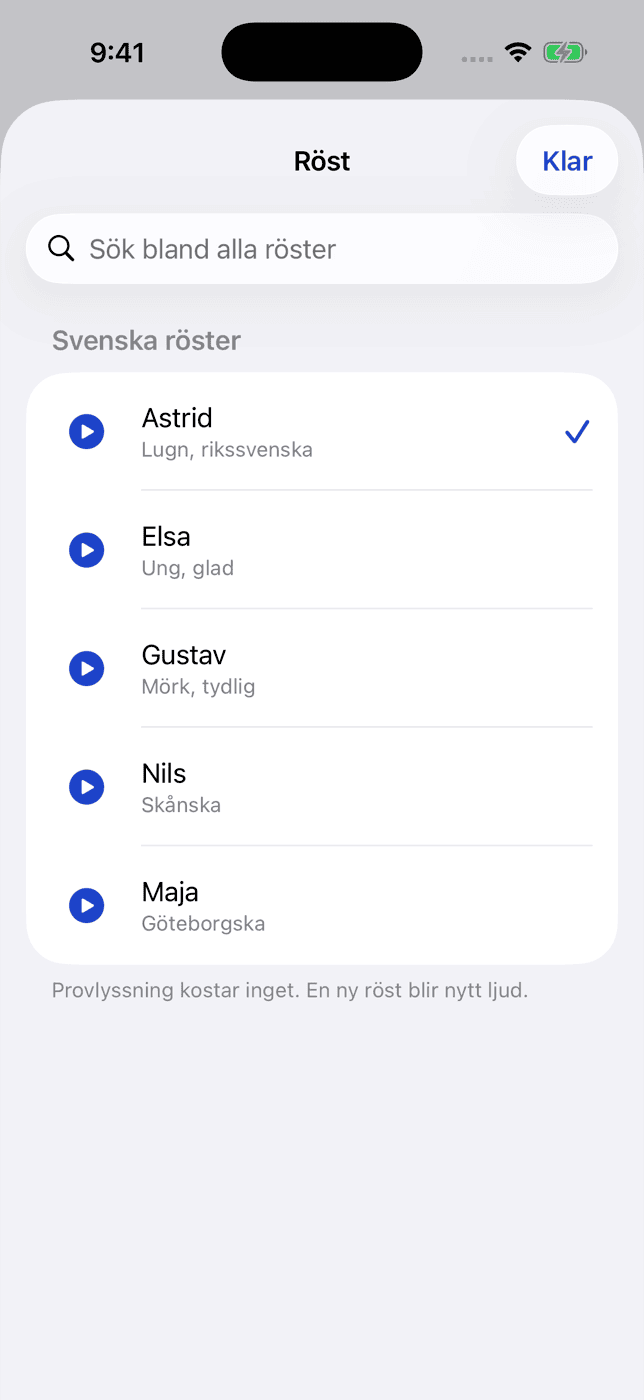 9:41
Röst
Klar
Sök bland alla röster
Svenska röster
Astrid
Lugn, rikssvenska
Elsa
Ung, glad
Gustav
Mörk, tydlig
Nils
Skånska
Maja
Göteborgska
Provlyssning kostar inget. En ny röst blir nytt ljud.